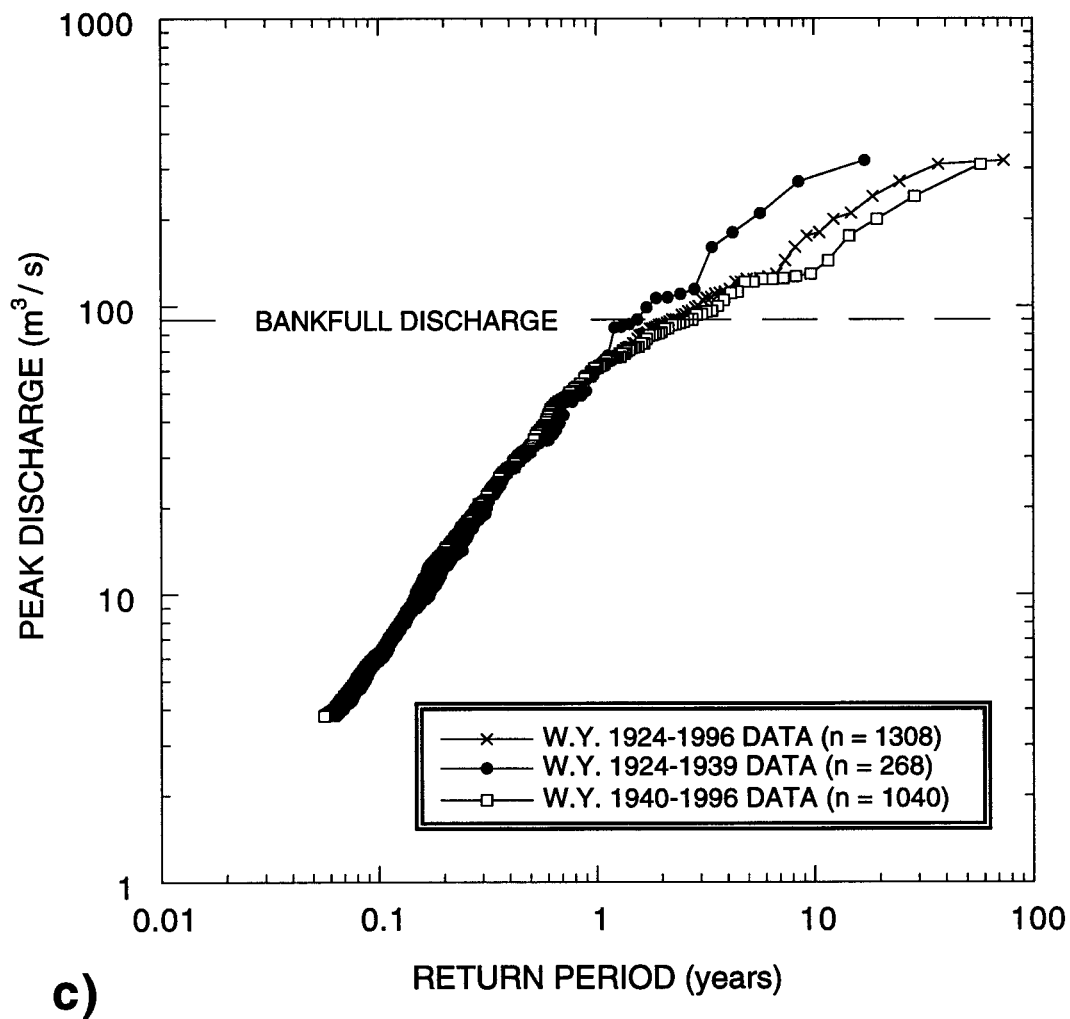 1000
100
10
1
PEAK DISCHARGE (m³ / s)
BANKFULL DISCHARGE
W.Y. 1924-1996 DATA (n = 1308)
W.Y. 1924-1939 DATA (n = 268)
W.Y. 1940-1996 DATA (n = 1040)
0.01 0.1 1 10 100
RETURN PERIOD (years)
c)